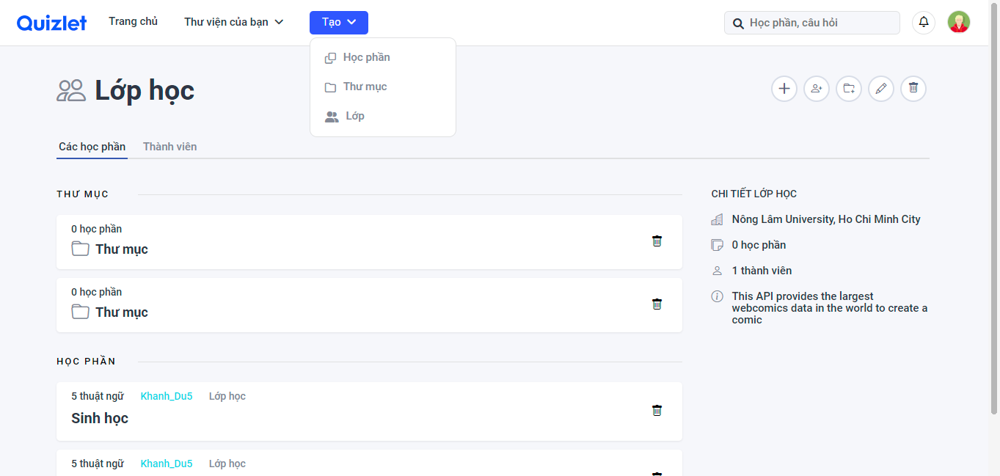 Quizlet
Trang chủ
Thư viện của bạn
Tạo
Học phần, câu hỏi
Học phần
Thư mục
Lớp
Lớp học
Các học phần
Thành viên
THƯ MỤC
0 học phần
Thư mục
0 học phần
Thư mục
HỌC PHẦN
5 thuật ngữ Khanh_Du5 Lớp học
Sinh học
5 thuật ngữ Khanh_Du5 Lớp học
CHI TIẾT LỚP HỌC
Nông Lâm University, Ho Chi Minh City
0 học phần
1 thành viên
This API provides the largest
webcomics data in the world to create a
comic